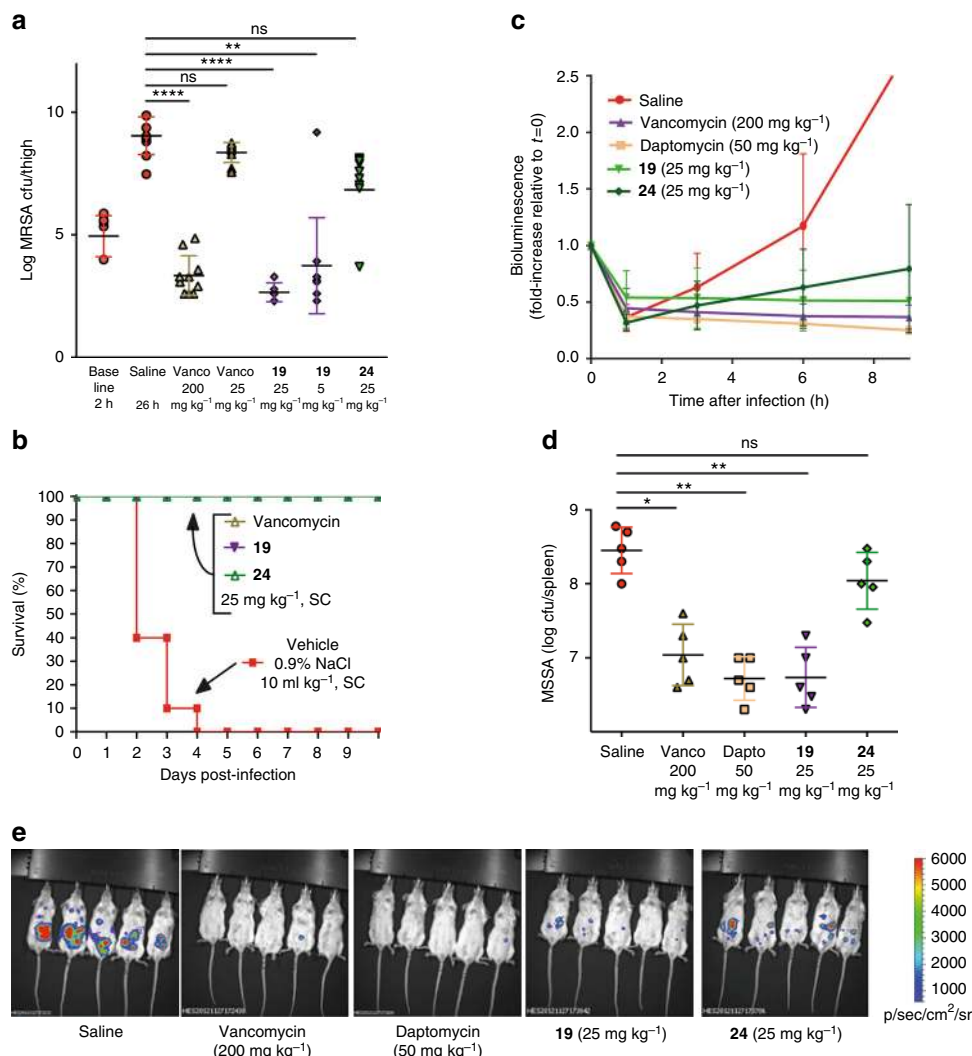 a
ns
**
****
ns
****
Log MRSA cfu/thigh
10
5
0
Base line 2 h
Saline 26 h
Vanco 200 mg kg⁻¹
Vanco 25 mg kg⁻¹
19 25 mg kg⁻¹
19 5 mg kg⁻¹
24 25 mg kg⁻¹
b
Survival (%)
100
90
80
70
60
50
40
30
20
10
0
Vancomycin
19
24
25 mg kg⁻¹, SC
Vehicle
0.9% NaCl
10 ml kg⁻¹, SC
0 1 2 3 4 5 6 7 8 9
Days post-infection
c
Bioluminescence
(fold-increase relative to t=0)
2.5
2.0
1.5
1.0
0.5
0.0
Saline
Vancomycin (200 mg kg⁻¹)
Daptomycin (50 mg kg⁻¹)
19 (25 mg kg⁻¹)
24 (25 mg kg⁻¹)
0 2 4 6 8
Time after infection (h)
d
ns
**
**
*
MSSA (log cfu/spleen)
9
8
7
Saline
Vanco 200 mg kg⁻¹
Dapto 50 mg kg⁻¹
19 25 mg kg⁻¹
24 25 mg kg⁻¹
e
Saline
Vancomycin
(200 mg kg⁻¹)
Daptomycin
(50 mg kg⁻¹)
19 (25 mg kg⁻¹)
24 (25 mg kg⁻¹)
6000
5000
4000
3000
2000
1000
p/sec/cm²/sr